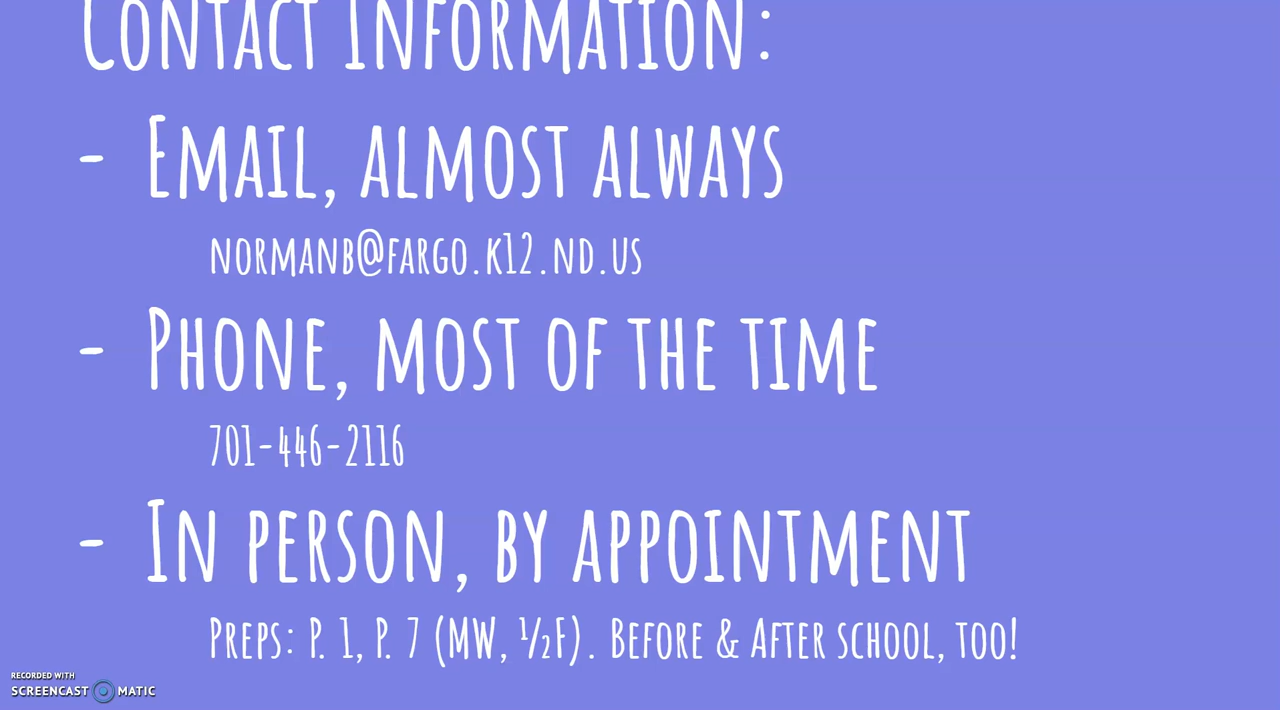 Contact Information:
- Email, almost always
normanb@fargo.k12.nd.us
- Phone, most of the time
701-446-2116
- In person, by appointment
Preps: P. 1, P. 7 (MW, ½F). Before & After school, too!
RECORDED WITH
SCREENCAST MATIC